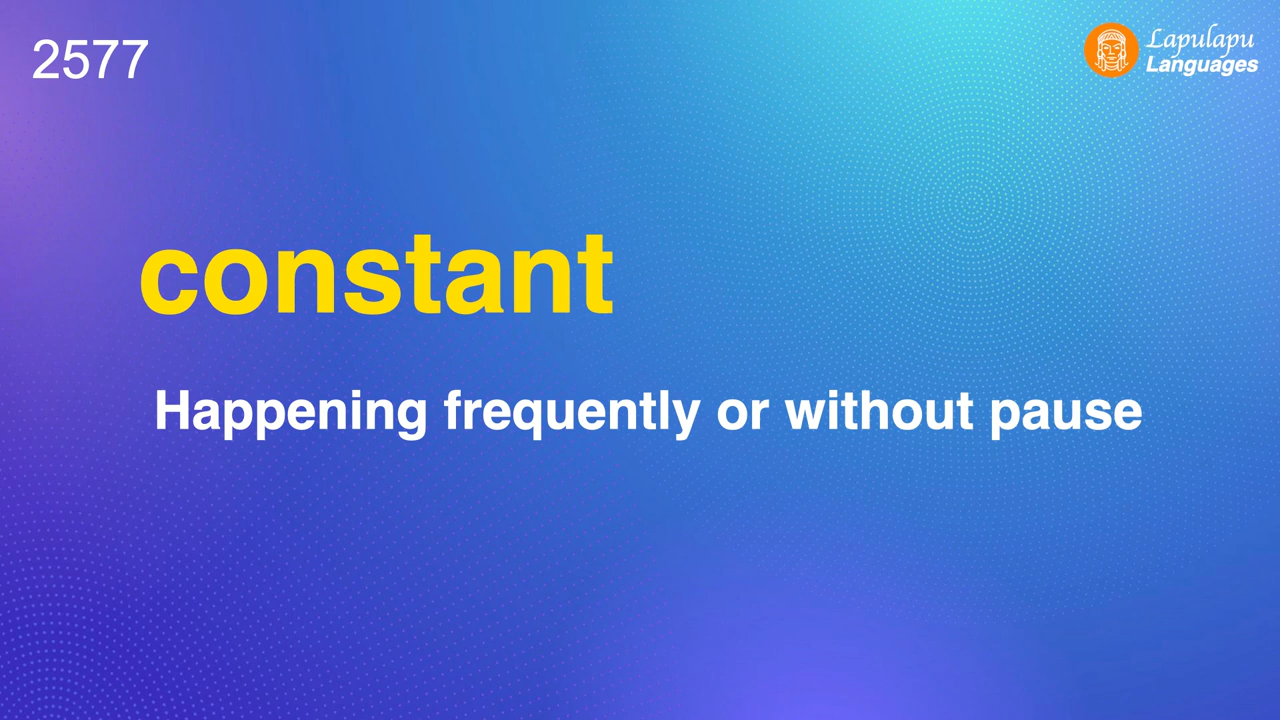 2577
Lapulapu
Languages
constant
Happening frequently or without pause